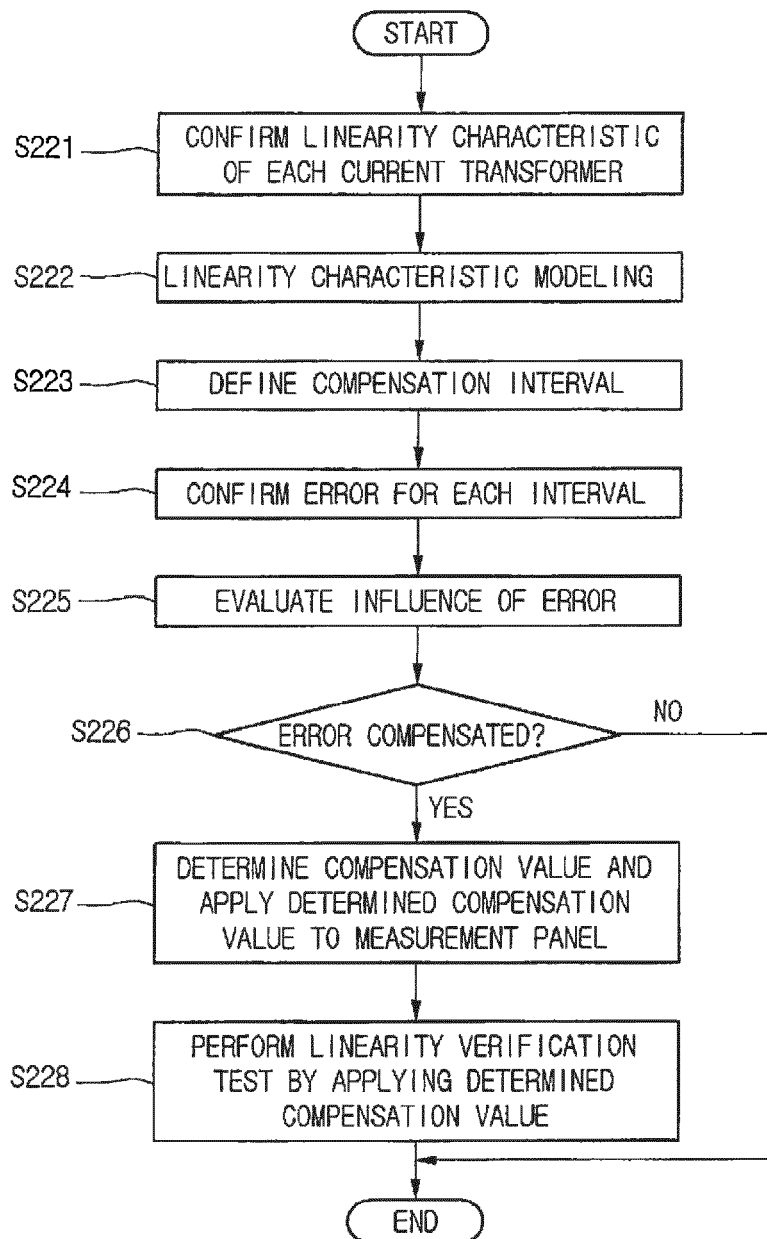 START
S221
CONFIRM LINEARITY CHARACTERISTIC
OF EACH CURRENT TRANSFORMER
S222
LINEARITY CHARACTERISTIC MODELING
S223
DEFINE COMPENSATION INTERVAL
S224
CONFIRM ERROR FOR EACH INTERVAL
S225
EVALUATE INFLUENCE OF ERROR
S226
ERROR COMPENSATED?
NO
YES
S227
DETERMINE COMPENSATION VALUE AND
APPLY DETERMINED COMPENSATION
VALUE TO MEASUREMENT PANEL
S228
PERFORM LINEARITY VERIFICATION
TEST BY APPLYING DETERMINED
COMPENSATION VALUE
END